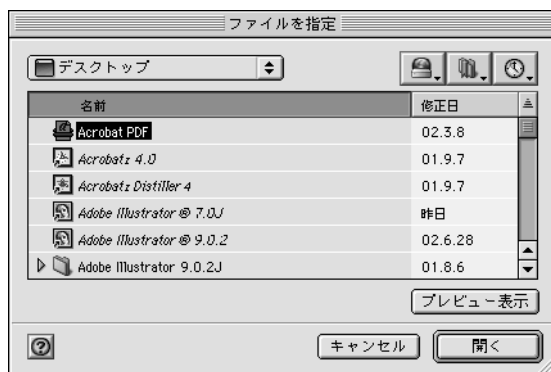 ファイルを指定
デスクトップ
名前 修正日
Acrobat PDF 02.3.8
Acrobat™ 4.0 01.9.7
Acrobat™ Distiller 4 01.9.7
Adobe Illustrator ® 7.0J 昨日
Adobe Illustrator ® 9.0.2 02.6.28
Adobe Illustrator 9.0.2J 01.8.6
プレビュー表示
キャンセル 開く